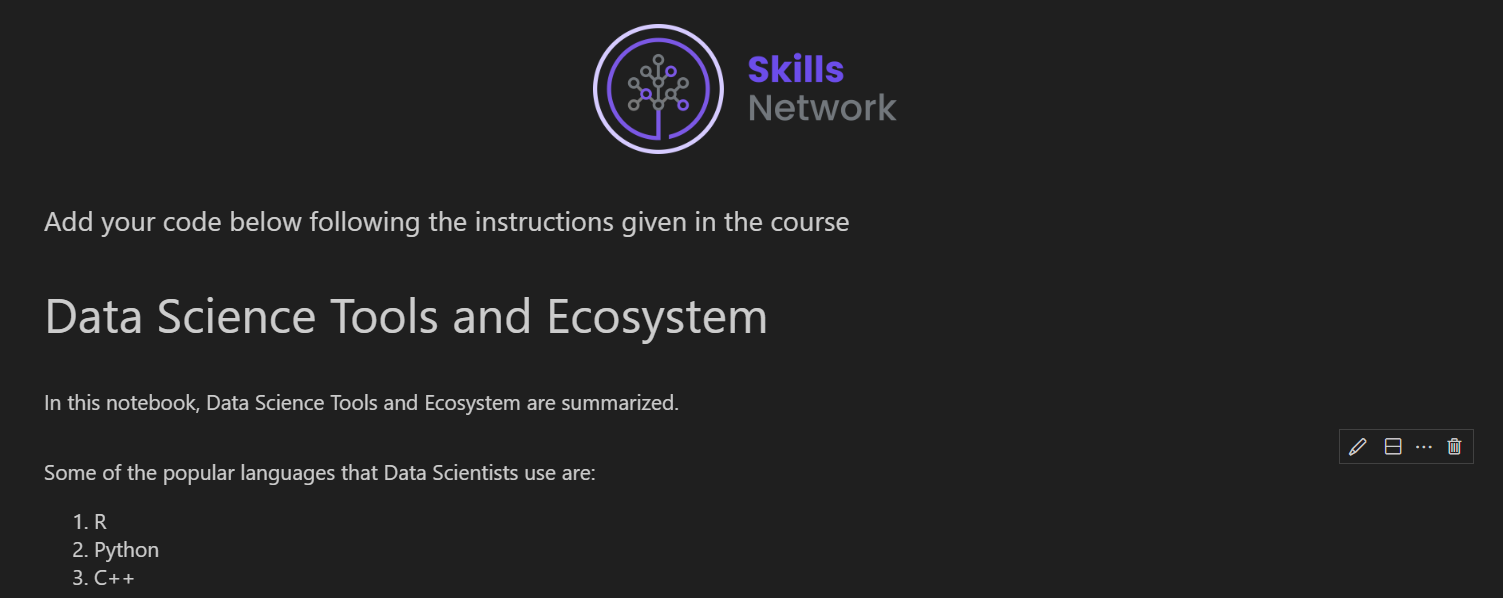 Skills
Network
Add your code below following the instructions given in the course
Data Science Tools and Ecosystem
In this notebook, Data Science Tools and Ecosystem are summarized.
Some of the popular languages that Data Scientists use are:
1. R
2. Python
3. C++